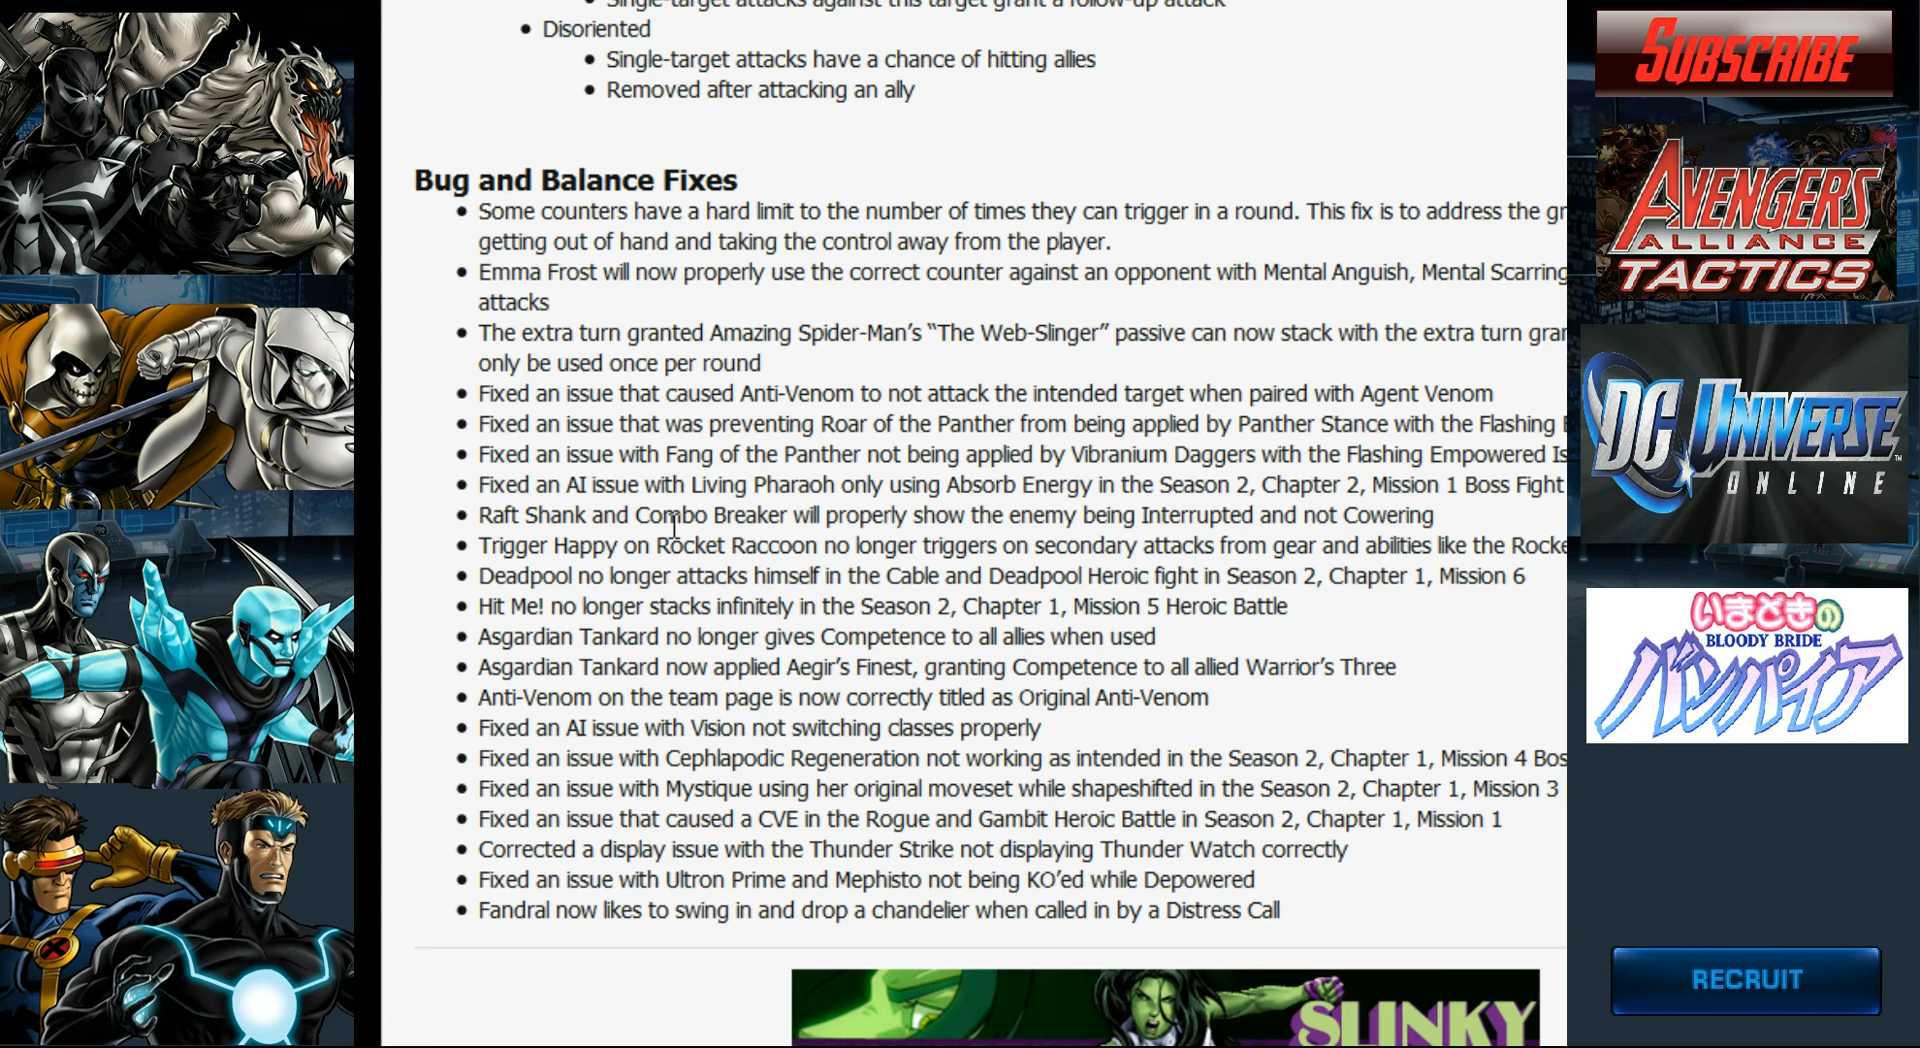 Single-target attacks against this target grant a follow-up attack
Disoriented
Single-target attacks have a chance of hitting allies
Removed after attacking an ally
Bug and Balance Fixes
Some counters have a hard limit to the number of times they can trigger in a round. This fix is to address the gr
getting out of hand and taking the control away from the player.
Emma Frost will now properly use the correct counter against an opponent with Mental Anguish, Mental Scarring
attacks
The extra turn granted Amazing Spider-Man's “The Web-Slinger” passive can now stack with the extra turn gran
only be used once per round
Fixed an issue that caused Anti-Venom to not attack the intended target when paired with Agent Venom
Fixed an issue that was preventing Roar of the Panther from being applied by Panther Stance with the Flashing
Fixed an issue with Fang of the Panther not being applied by Vibranium Daggers with the Flashing Empowered Is
Fixed an AI issue with Living Pharaoh only using Absorb Energy in the Season 2, Chapter 2, Mission 1 Boss Fight
Raft Shank and Combo Breaker will properly show the enemy being Interrupted and not Cowering
Trigger Happy on Rocket Raccoon no longer triggers on secondary attacks from gear and abilities like the Rocke
Deadpool no longer attacks himself in the Cable and Deadpool Heroic fight in Season 2, Chapter 1, Mission 6
Hit Me! no longer stacks infinitely in the Season 2, Chapter 1, Mission 5 Heroic Battle
Asgardian Tankard no longer gives Competence to all allies when used
Asgardian Tankard now applied Aegir's Finest, granting Competence to all allied Warrior's Three
Anti-Venom on the team page is now correctly titled as Original Anti-Venom
Fixed an AI issue with Vision not switching classes properly
Fixed an issue with Cephlapodic Regeneration not working as intended in the Season 2, Chapter 1, Mission 4 Bos
Fixed an issue with Mystique using her original moveset while shapeshifted in the Season 2, Chapter 1, Mission 3
Fixed an issue that caused a CVE in the Rogue and Gambit Heroic Battle in Season 2, Chapter 1, Mission 1
Corrected a display issue with the Thunder Strike not displaying Thunder Watch correctly
Fixed an issue with Ultron Prime and Mephisto not being KO'ed while Depowered
Fandral now likes to swing in and drop a chandelier when called in by a Distress Call
SLINKY
SUBSCRIBE
AVENGERS
ALLIANCE
TACTICS
DC UNIVERSE
ONLINE
いまどきの
BLOODY BRIDE
バンパイア
RECRUIT